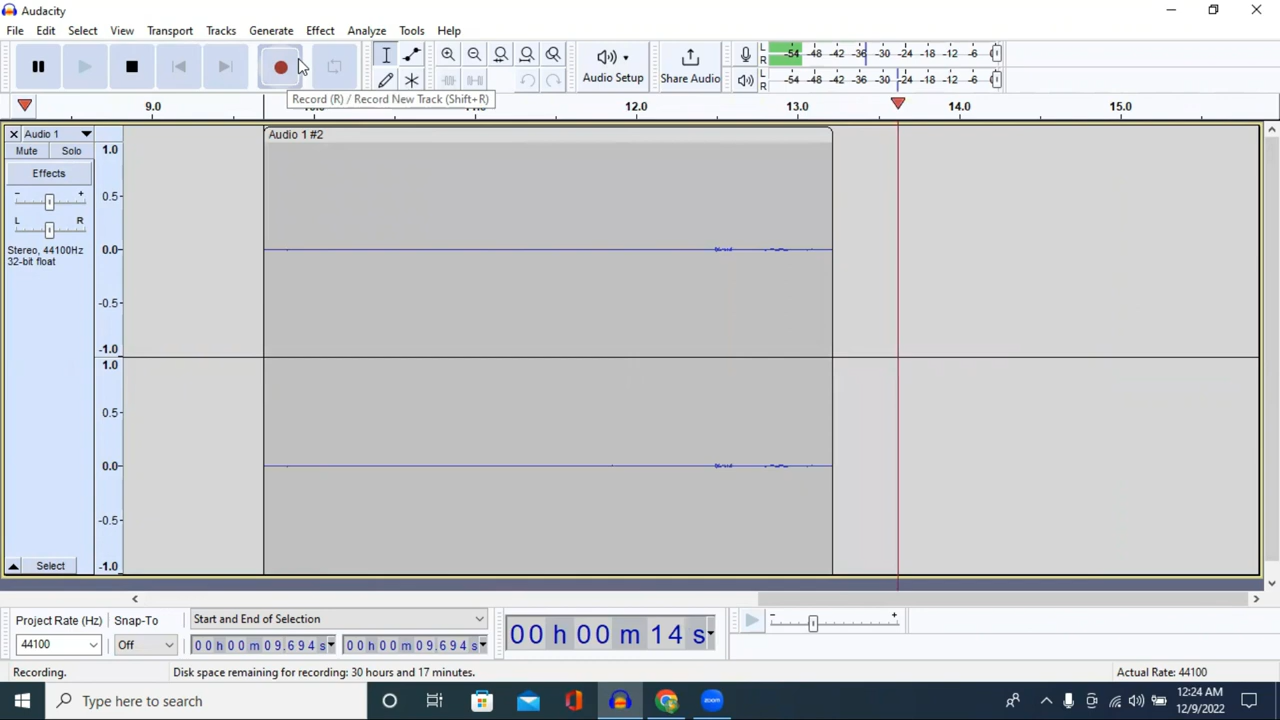 Audacity
File Edit Select View Transport Tracks Generate Effect Analyze Tools Help
Audio Setup
Share Audio
L
R
-54 -48 -42 -36 -30 -24 -18 -12 -6 0
L
R
-54 -48 -42 -36 -30 -24 -18 -12 -6 0
Record (R) / Record New Track (Shift+R)
9.0 12.0 13.0 14.0 15.0
Audio 1
Mute Solo
Effects
- +
L R
Stereo, 44100Hz
32-bit float
Select
Audio 1 #2
1.0
0.5
0.0
-0.5
-1.0
1.0
0.5
0.0
-0.5
-1.0
Project Rate (Hz) Snap-To
44100 Off
Start and End of Selection
00 h 00 m 09.694 s 00 h 00 m 09.694 s
00 h 00 m 14 s
- +
Recording. Disk space remaining for recording: 30 hours and 17 minutes. Actual Rate: 44100
Type here to search
zoom
12:24 AM
12/9/2022